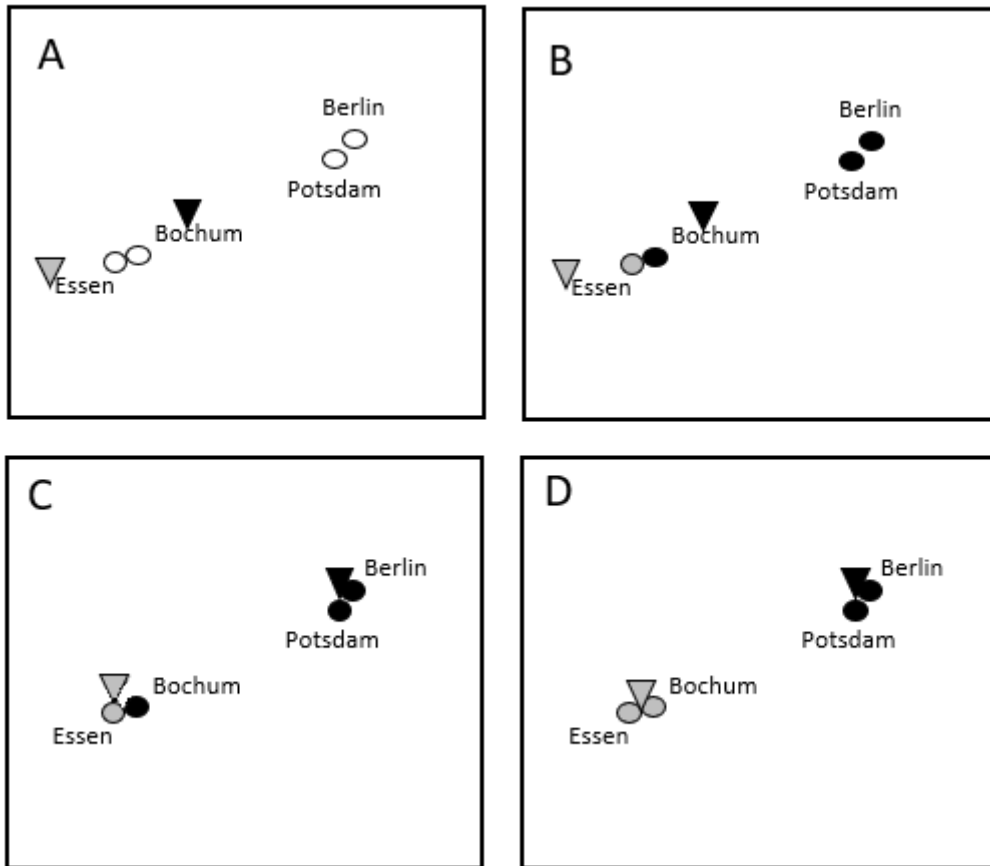 A
Berlin
Potsdam
Bochum
Essen
B
Berlin
Potsdam
Bochum
Essen
C
Berlin
Potsdam
Bochum
Essen
D
Berlin
Potsdam
Bochum
Essen